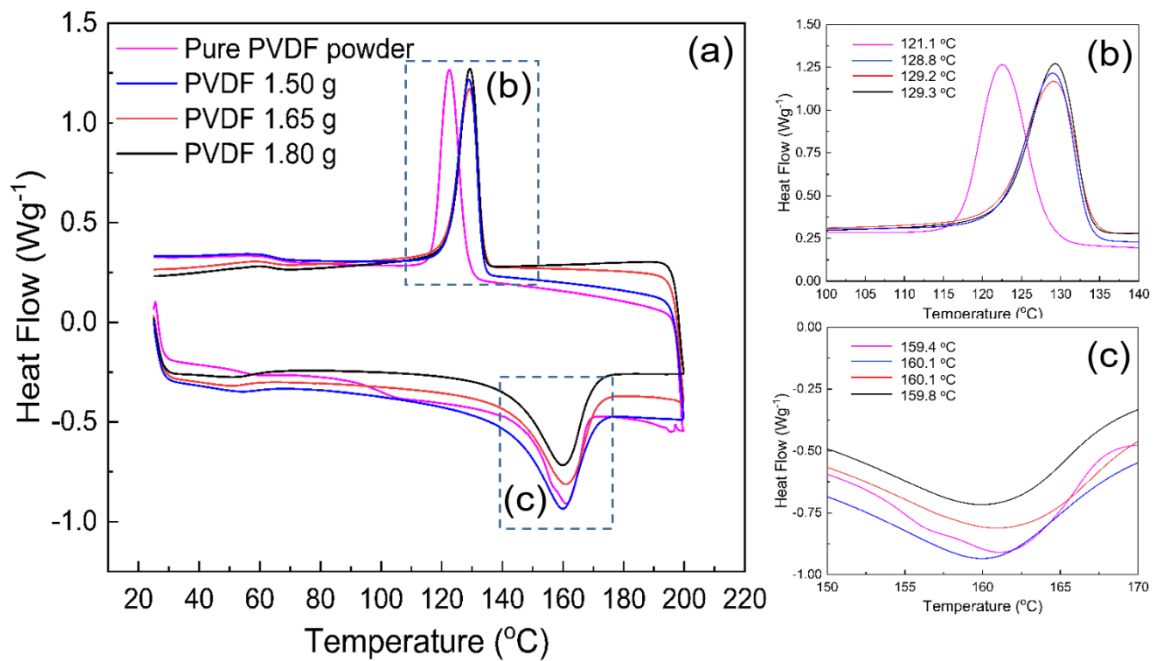 (a)
Pure PVDF powder
PVDF 1.50 g
PVDF 1.65 g
PVDF 1.80 g
(b)
(c)
1.5
1.0
0.5
0.0
-0.5
-1.0
Heat Flow (Wg⁻¹)
20 40 60 80 100 120 140 160 180 200 220
Temperature (ºC)
(b)
121.1 ºC
128.8 ºC
129.2 ºC
129.3 ºC
1.50
1.25
1.00
0.75
0.50
0.25
0.00
Heat Flow (Wg⁻¹)
100 105 110 115 120 125 130 135 140
Temperature (ºC)
(c)
159.4 ºC
160.1 ºC
160.1 ºC
159.8 ºC
0.00
-0.25
-0.50
-0.75
-1.00
Heat Flow (Wg⁻¹)
150 155 160 165 170
Temperature (ºC)